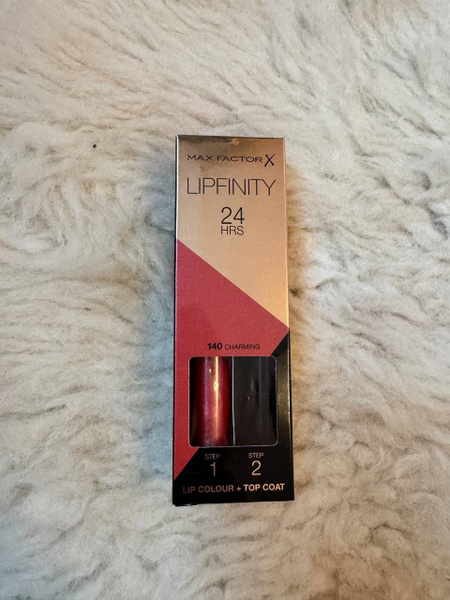 MAX FACTOR X
LIPFINITY
24
HRS
140 CHARMING
STEP STEP
1 2
LIP COLOUR + TOP COAT